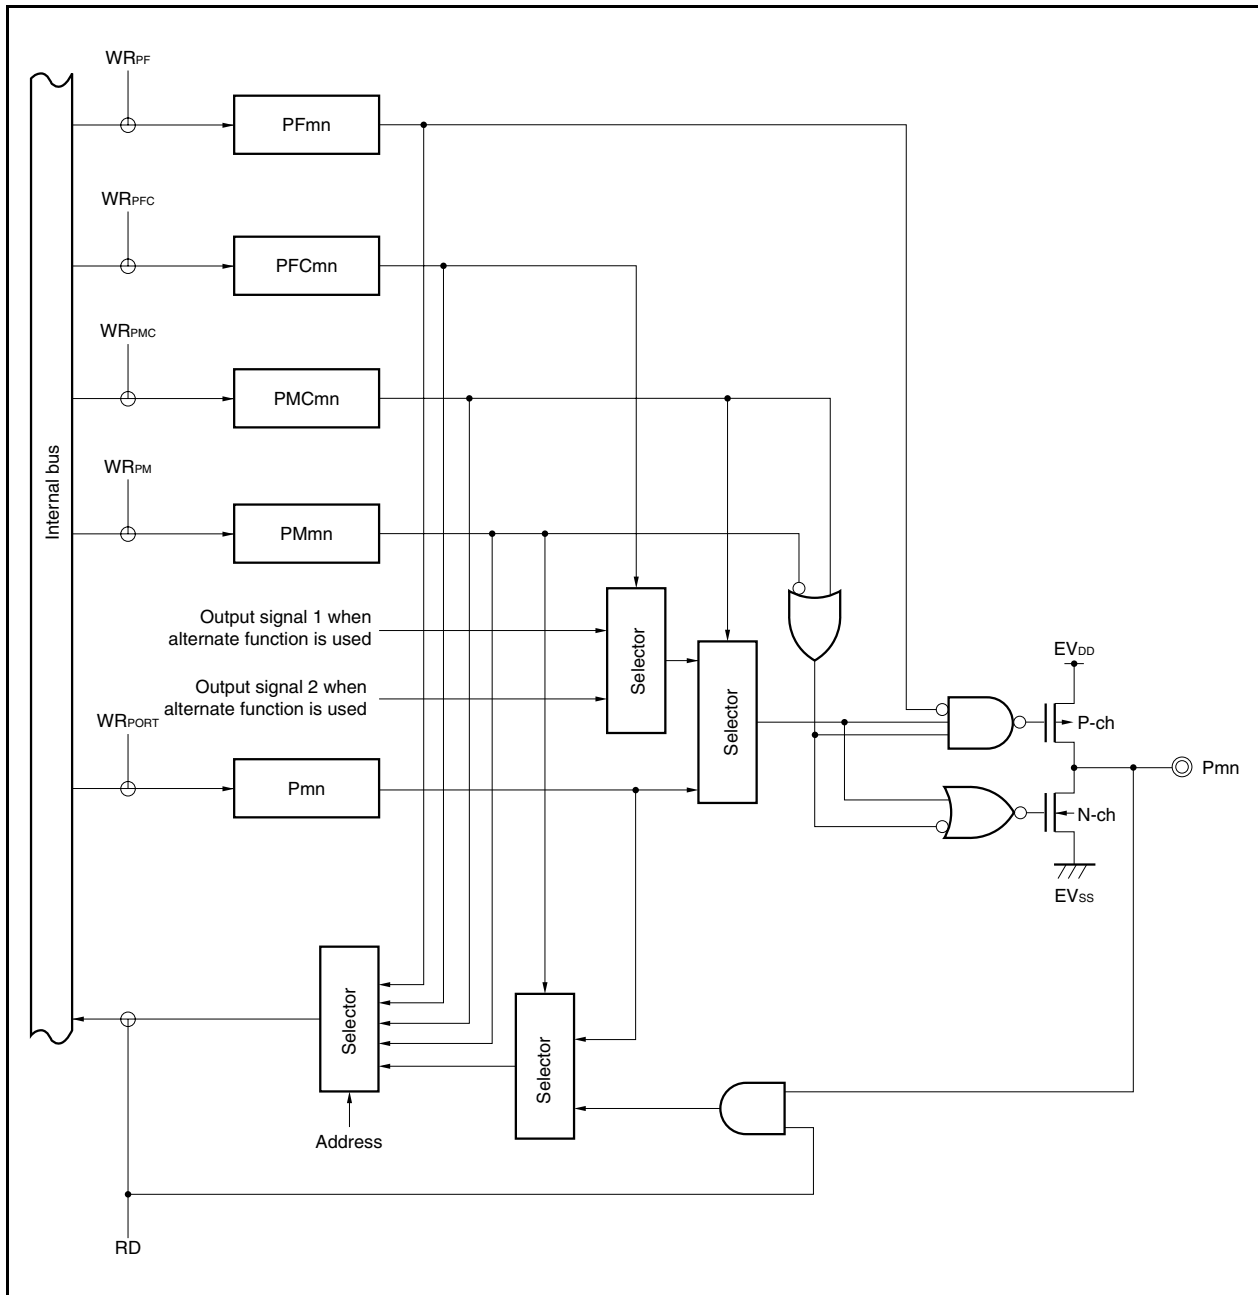 WRPF
PFmn
WRPFC
PFCmn
WRPMC
PMCmn
Internal bus
WRPM
PMmn
Output signal 1 when
alternate function is used
Selector
Output signal 2 when
alternate function is used
Selector
EVDD
P-ch
WRPORT
Pmn
Pmn
N-ch
EVSS
Selector
Selector
Address
RD